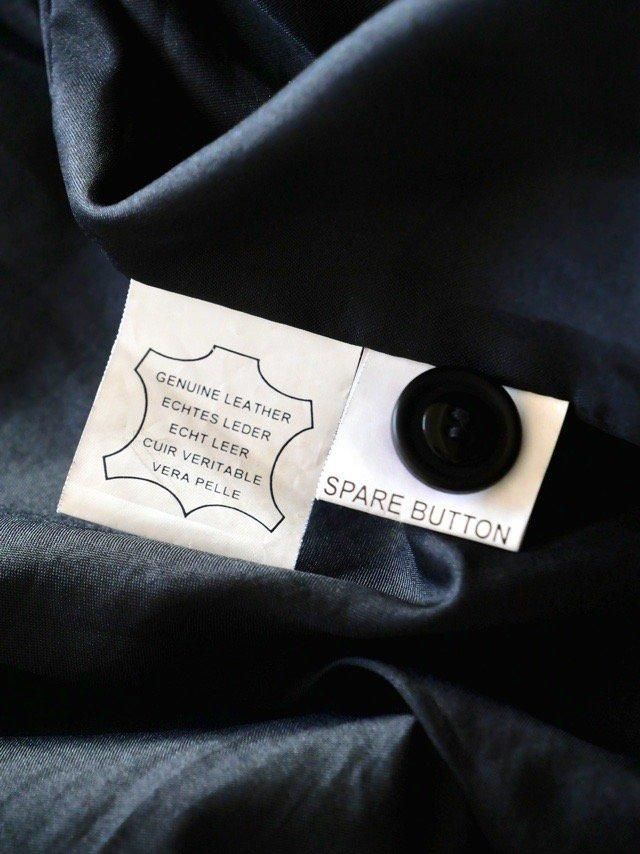 GENUINE LEATHER
ECHTES LEDER
ECHT LEER
CUIR VERITABLE
VERA PELLE
SPARE BUTTON